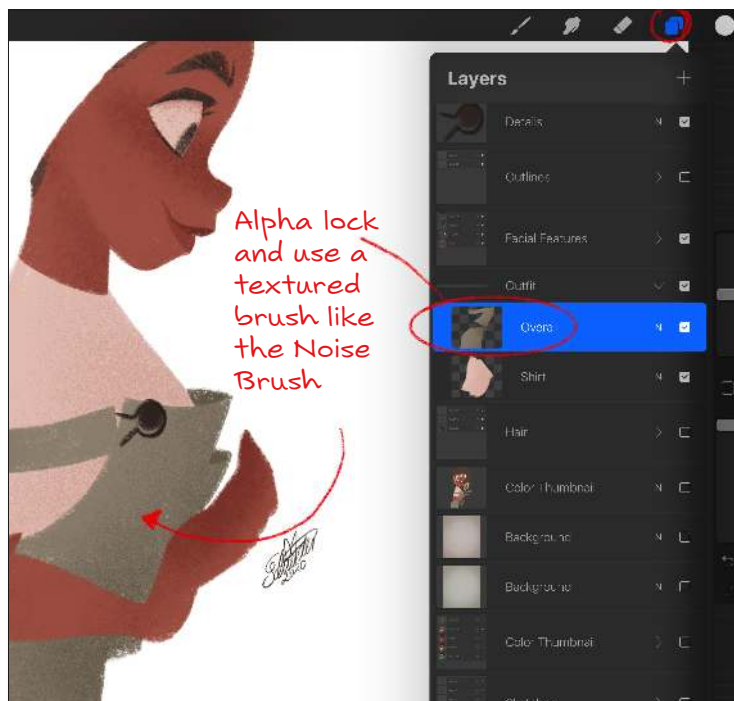 Layers
Details
N
Outlines
Alpha lock
and use a
textured
brush like
the Noise
Brush
Facial Features
Outfit
Overa
N
Shirt
N
Hair
Color Thumbnail
N
Background
N
Background
N
Color Thumbnail